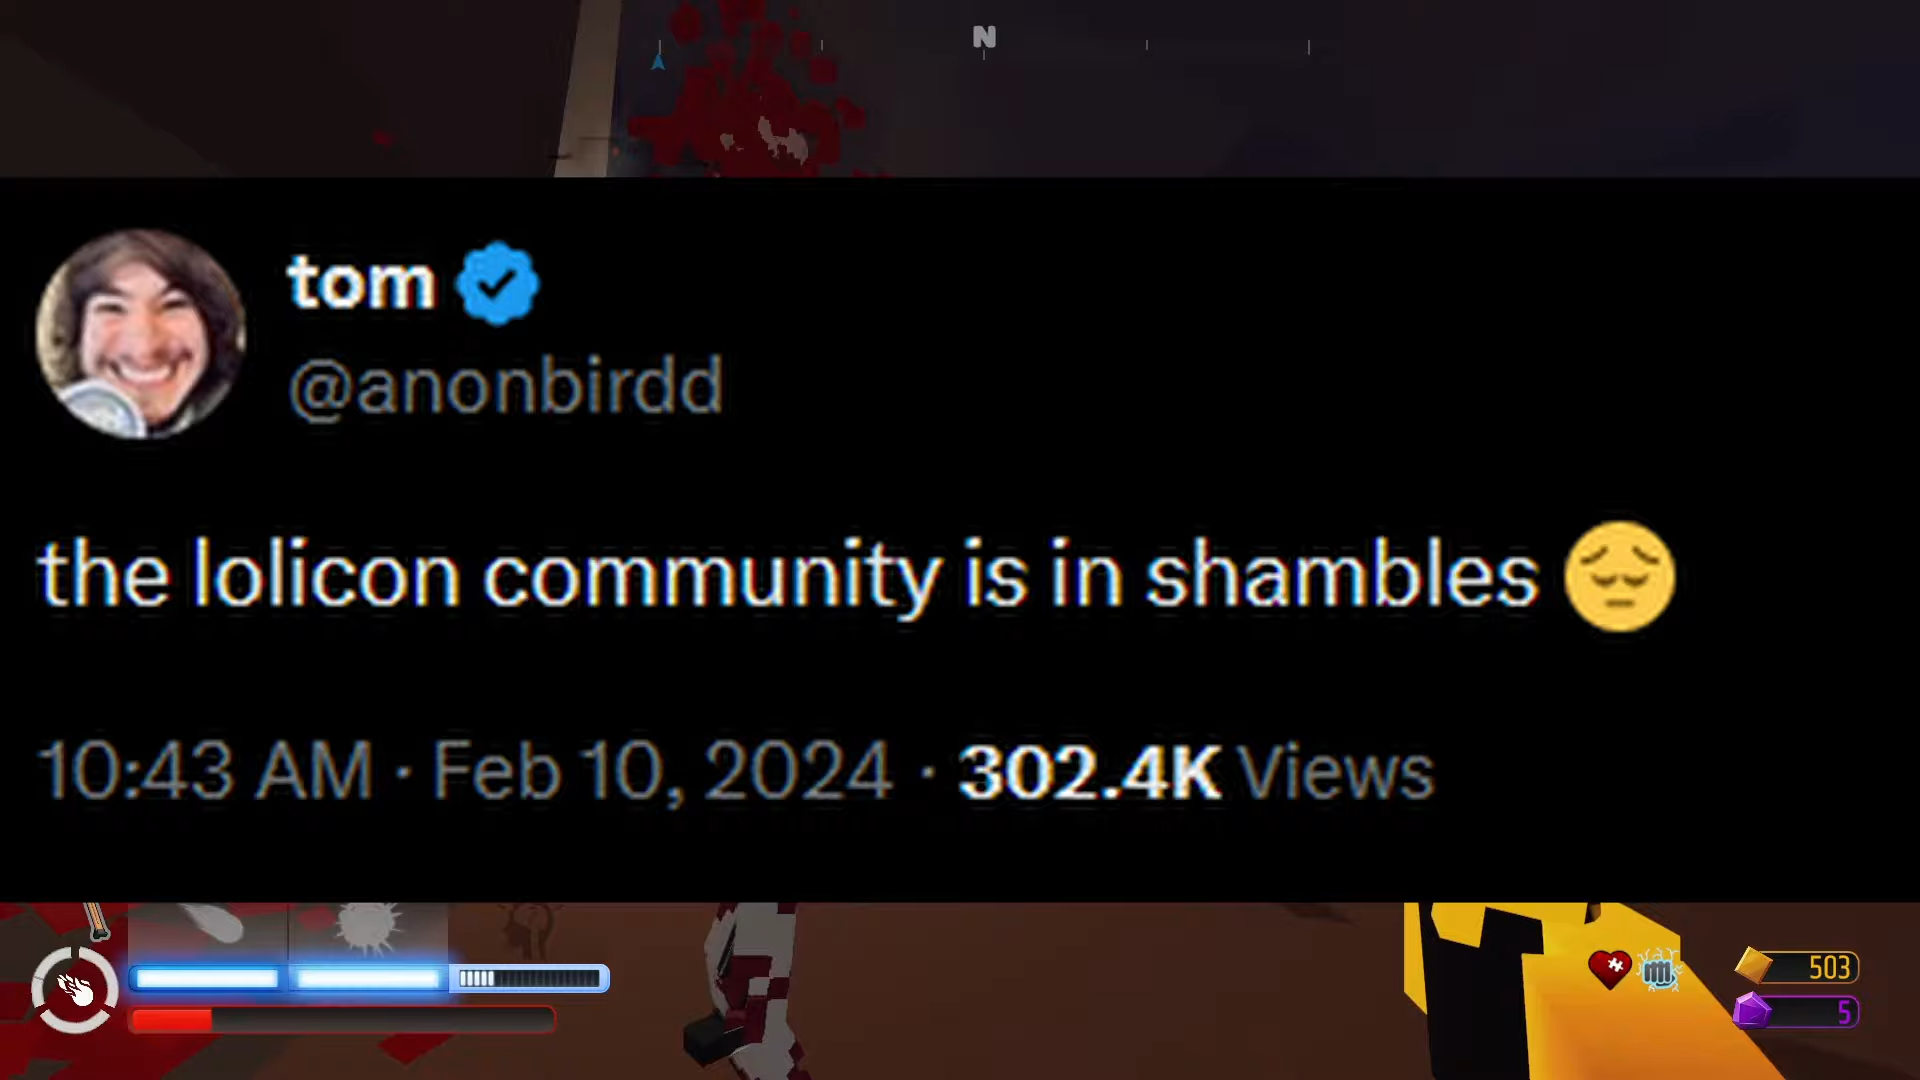 N
tom
@anonbirdd
the lolicon community is in shambles 😔
10:43 AM · Feb 10, 2024 · 302.4K Views
503
5